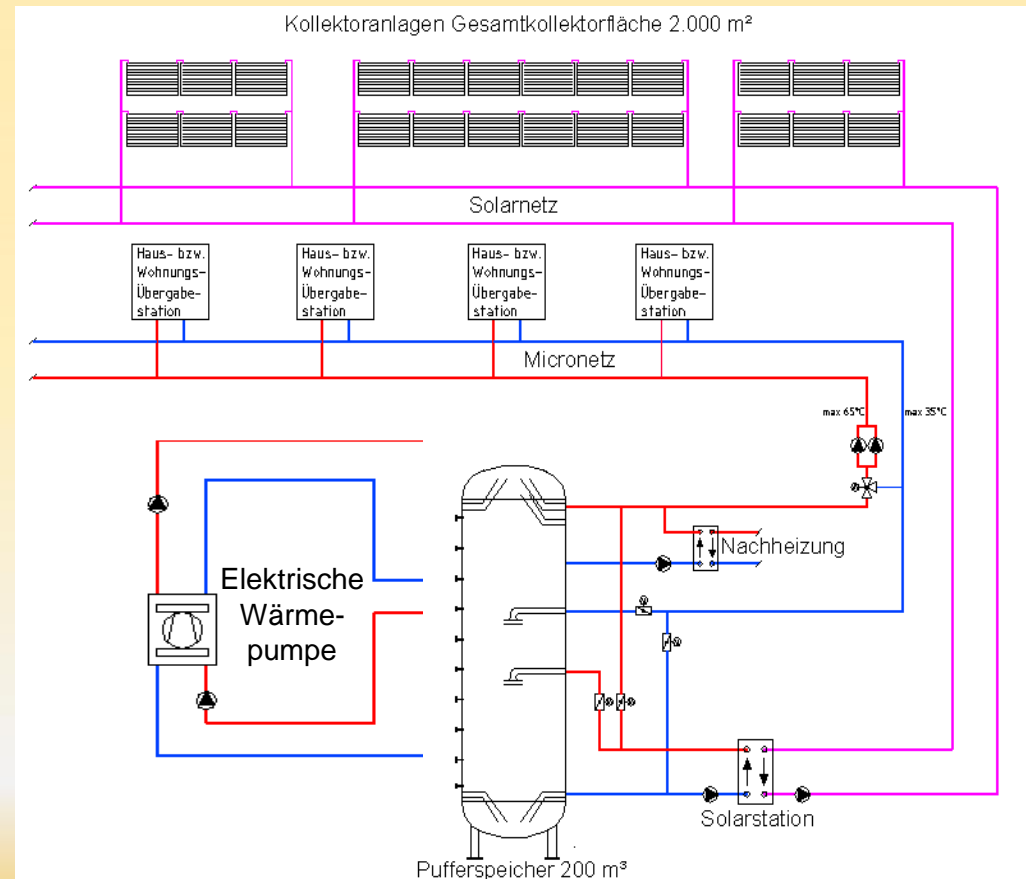 Kollektoranlagen Gesamtkollektorfläche 2.000 m²
Solarnetz
Haus- bzw.
Wohnungs-
Übergabe-
station
Haus- bzw.
Wohnungs-
Übergabe-
station
Haus- bzw.
Wohnungs-
Übergabe-
station
Haus- bzw.
Wohnungs-
Übergabe-
station
Micronetz
max 65°C
max 35°C
Nachheizung
Elektrische
Wärme-
pumpe
Solarstation
Pufferspeicher 200 m³